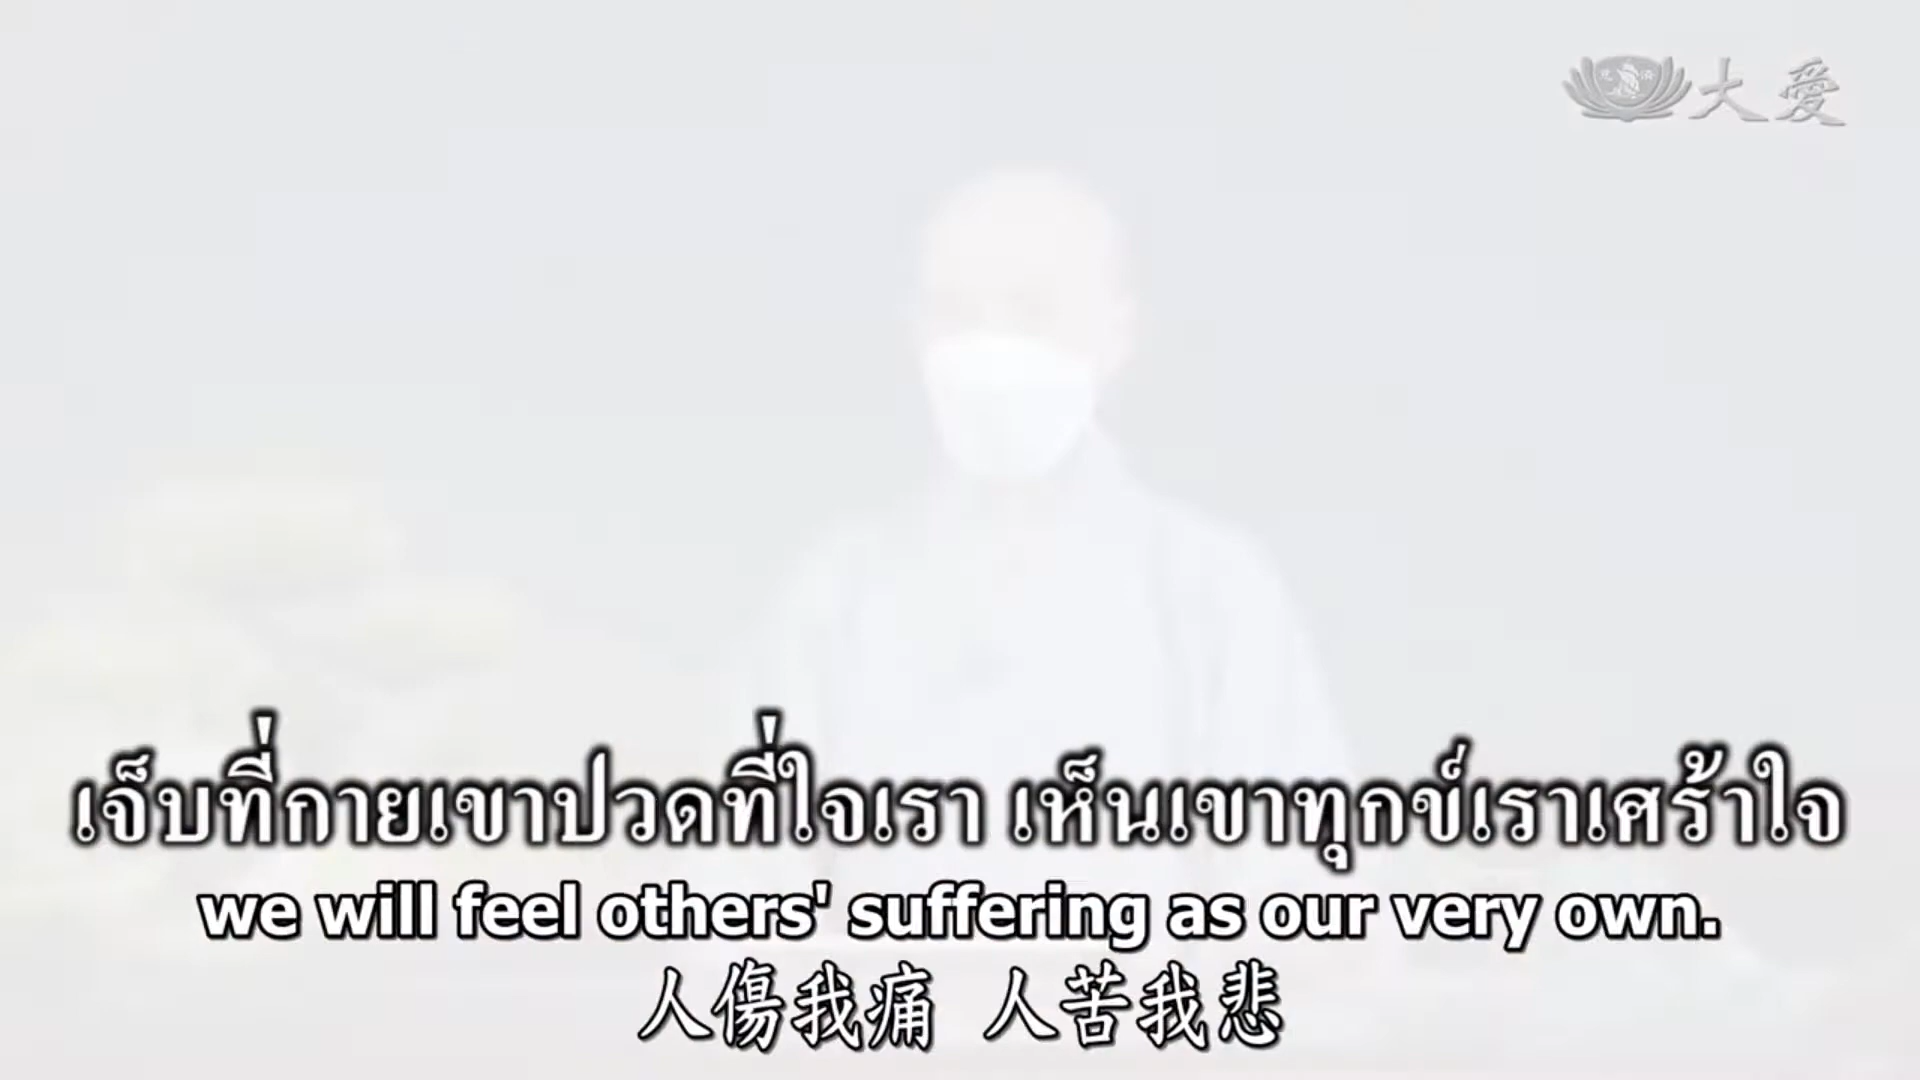 大愛
เจ็บที่กายเขาปวดที่ใจเรา เห็นเขาทุกข์เราเศร้าใจ
we will feel others' suffering as our very own.
人傷我痛 人苦我悲